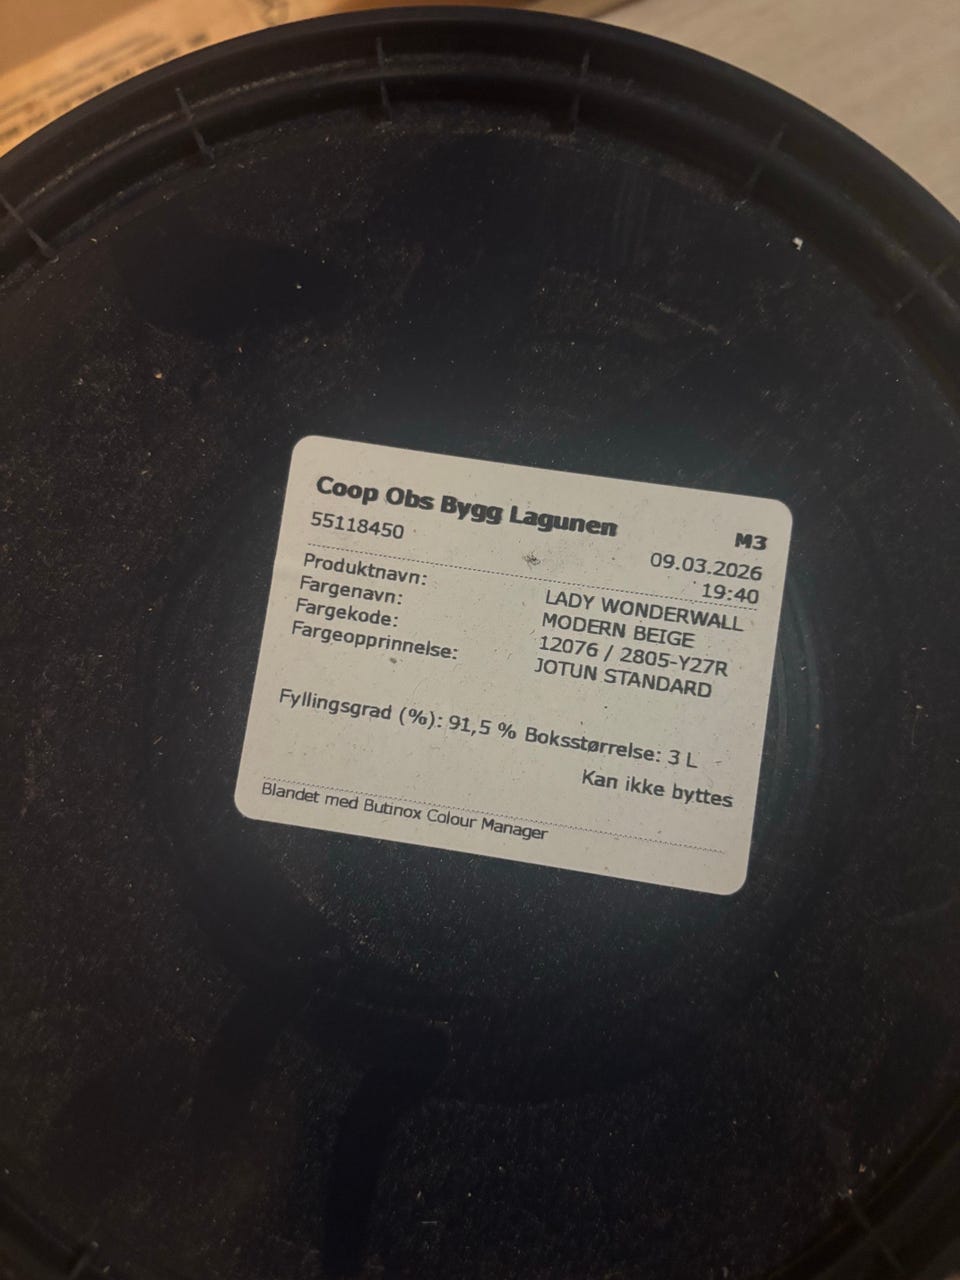 Coop Obs Bygg Lagunen
M3
55118450
09.03.2026
19:40
Produktnavn: LADY WONDERWALL
Fargenavn: MODERN BEIGE
Fargekode: 12076 / 2805-Y27R
Fargeopprinnelse: JOTUN STANDARD
Fyllingsgrad (%): 91,5 % Boksstørrelse: 3 L
Kan ikke byttes
Blandet med Butinox Colour Manager